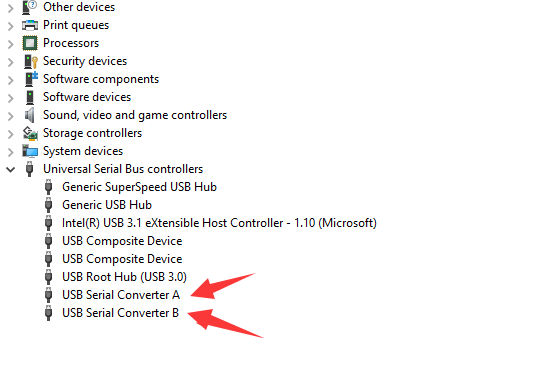 Other devices
Print queues
Processors
Security devices
Software components
Software devices
Sound, video and game controllers
Storage controllers
System devices
Universal Serial Bus controllers
Generic SuperSpeed USB Hub
Generic USB Hub
Intel(R) USB 3.1 eXtensible Host Controller - 1.10 (Microsoft)
USB Composite Device
USB Composite Device
USB Root Hub (USB 3.0)
USB Serial Converter A
USB Serial Converter B